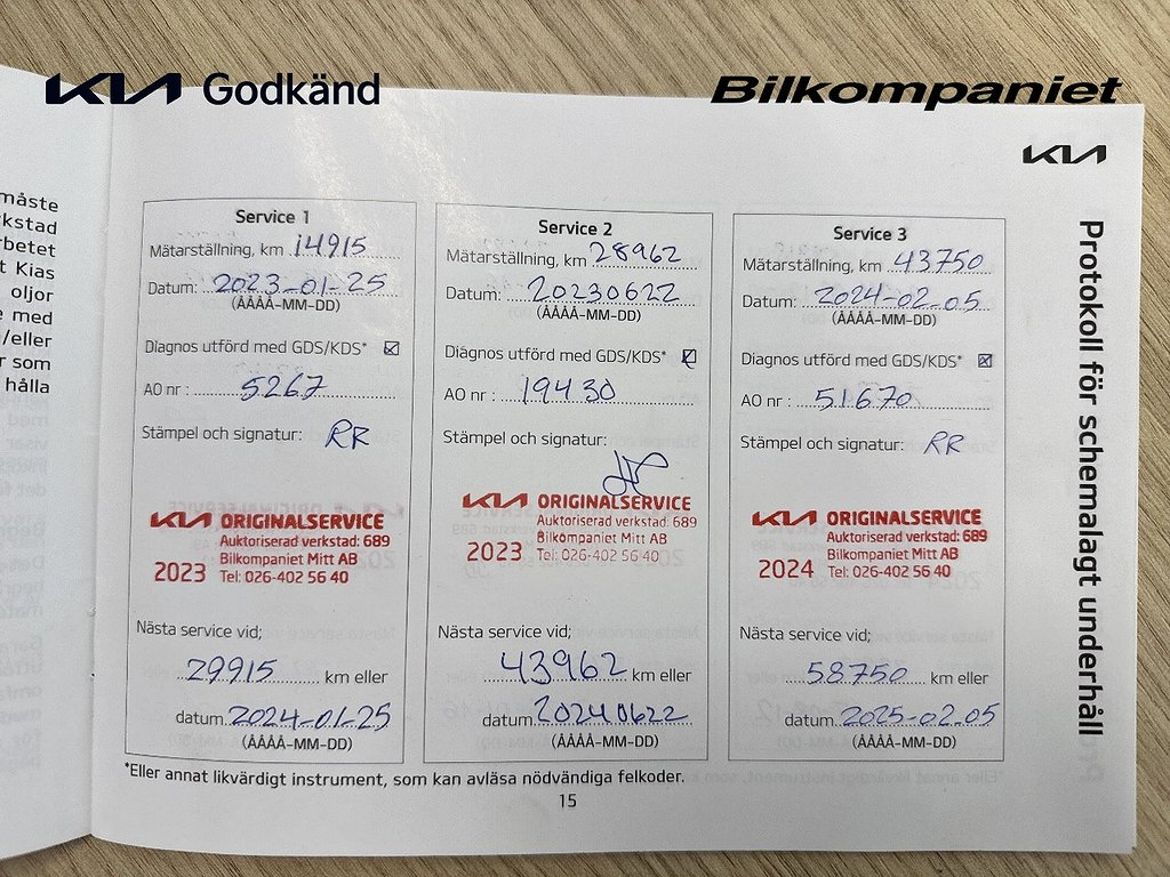 KIA Godkänd
Bilkompaniet
KIA
måste
rkstad
rbetet
t Kias
oljor
e med
/eller
r som
hålla
Service 1
Mätarställning, km 14915
Datum: 2023-01-25
(ÅÅÅÅ-MM-DD)
Diagnos utförd med GDS/KDS*
AO nr : 5267
Stämpel och signatur: RR
KIA ORIGINALSERVICE
Auktoriserad verkstad: 689
Bilkompaniet Mitt AB
2023 Tel: 026-402 56 40
Nästa service vid;
29915 km eller
datum 2024-01-25
(ÅÅÅÅ-MM-DD)
Service 2
Mätarställning, km 28962
Datum: 20230622
(ÅÅÅÅ-MM-DD)
Diagnos utförd med GDS/KDS*
AO nr : 19430
Stämpel och signatur:
KIA ORIGINALSERVICE
Auktoriserad verkstad: 689
Bilkompaniet Mitt AB
2023 Tel: 026-402 56 40
Nästa service vid;
43962 km eller
datum 20240622
(ÅÅÅÅ-MM-DD)
Service 3
Mätarställning, km 43750
Datum: 2024-02-05
(ÅÅÅÅ-MM-DD)
Diagnos utförd med GDS/KDS*
AO nr : 51670
Stämpel och signatur: RR
KIA ORIGINALSERVICE
Auktoriserad verkstad: 689
Bilkompaniet Mitt AB
2024 Tel: 026-402 56 40
Nästa service vid;
58750 km eller
datum 2025-02-05
(ÅÅÅÅ-MM-DD)
Protokoll för schemalagt underhåll
*Eller annat likvärdigt instrument, som kan avläsa nödvändiga felkoder.
15